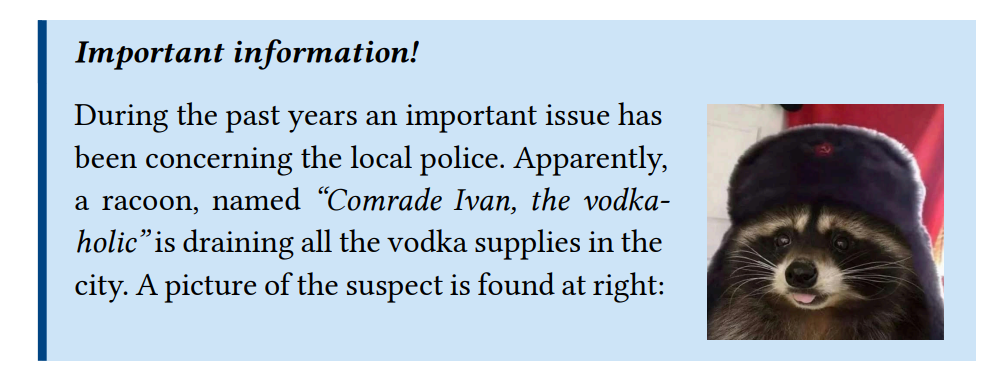 Important information!
During the past years an important issue has
been concerning the local police. Apparently,
a racoon, named “Comrade Ivan, the vodka-
holic” is draining all the vodka supplies in the
city. A picture of the suspect is found at right: